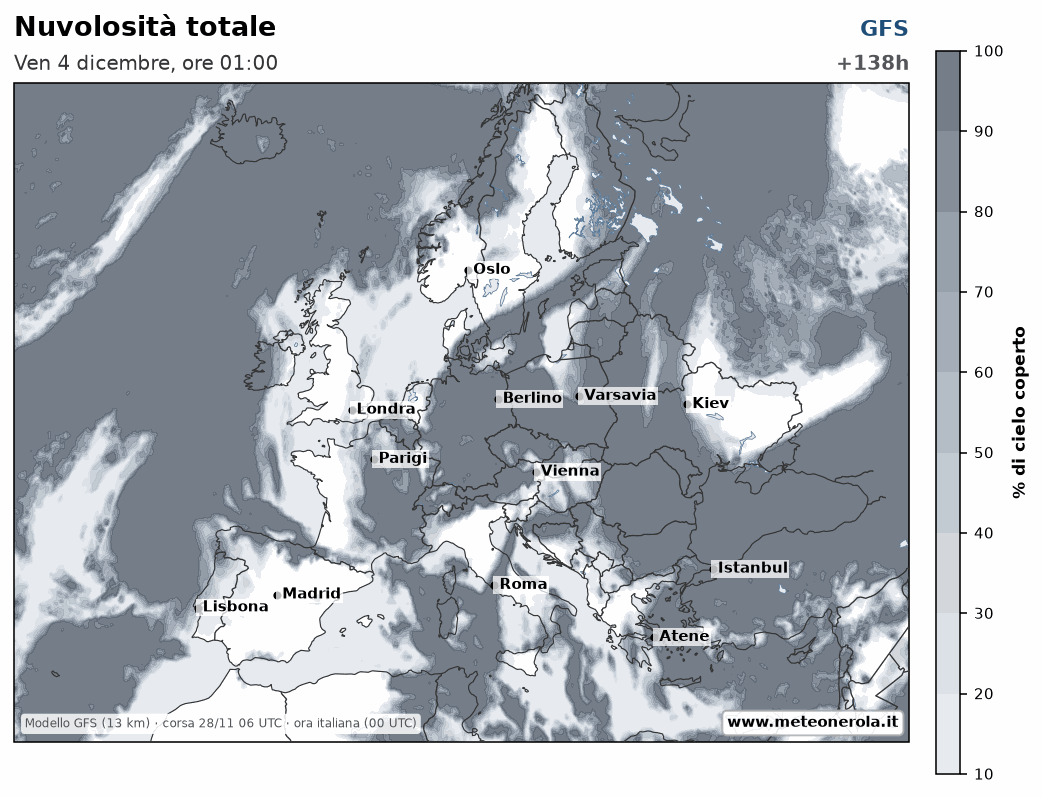 Nuvolosità totale
GFS
Ven 4 dicembre, ore 01:00
+138h
100
90
80
70
60
50
40
30
20
10
% di cielo coperto
Oslo
Berlino
Varsavia
Kiev
Londra
Parigi
Vienna
Istanbul
Roma
Madrid
Lisbona
Atene
Modello GFS (13 km) · corsa 28/11 06 UTC · ora italiana (00 UTC)
www.meteonerola.it